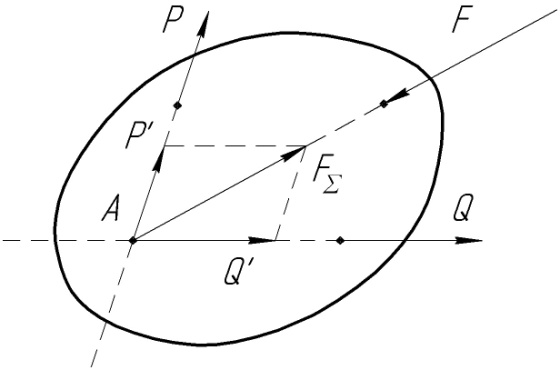 P F
P′
A F_Σ
Q′ Q